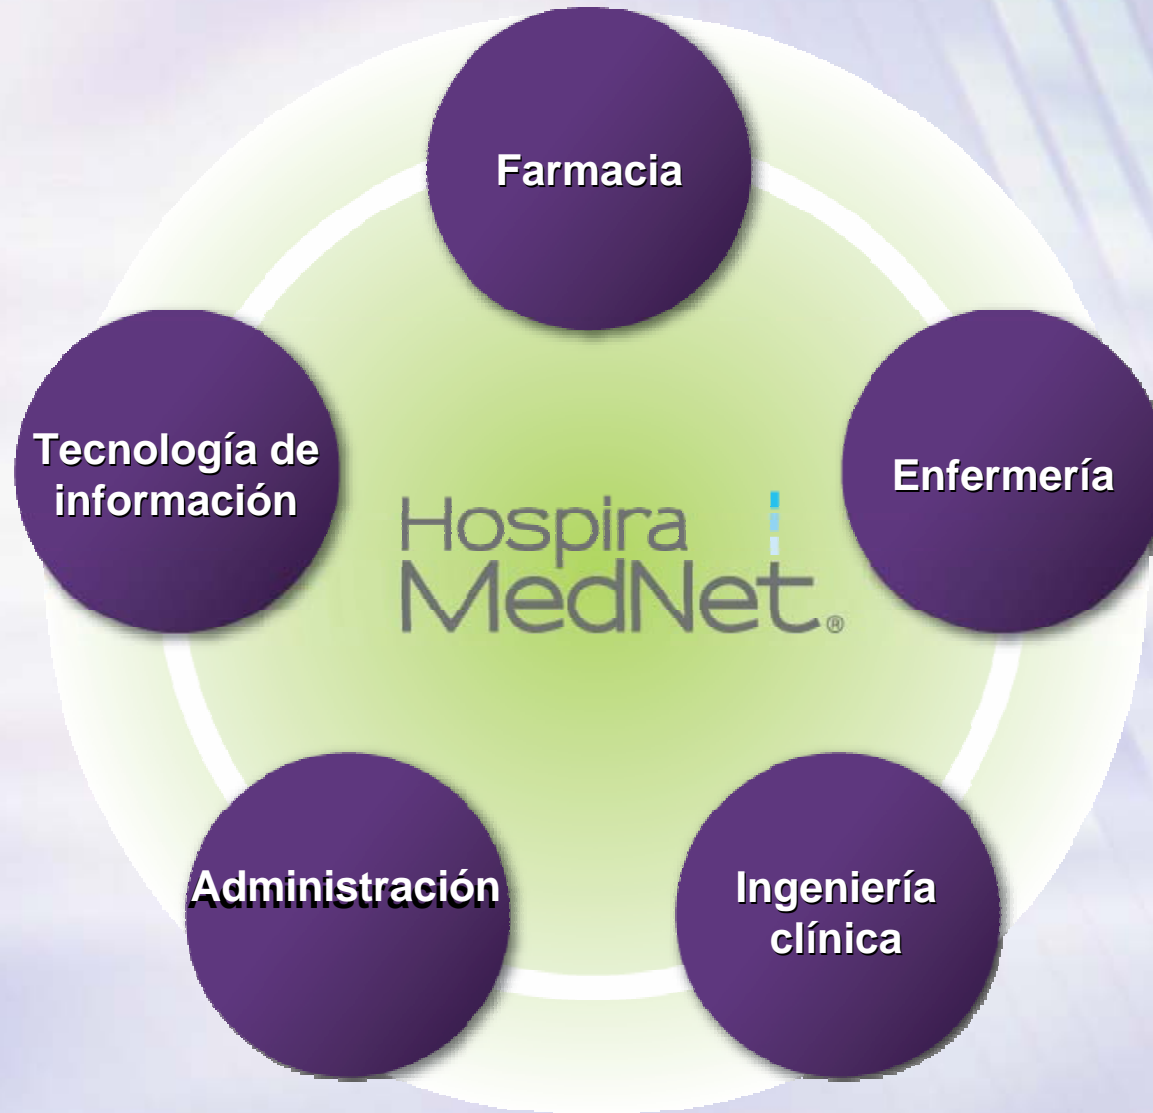 Farmacia
Tecnología de
información
Enfermería
Hospira
MedNet®
Administración
Ingeniería
clínica